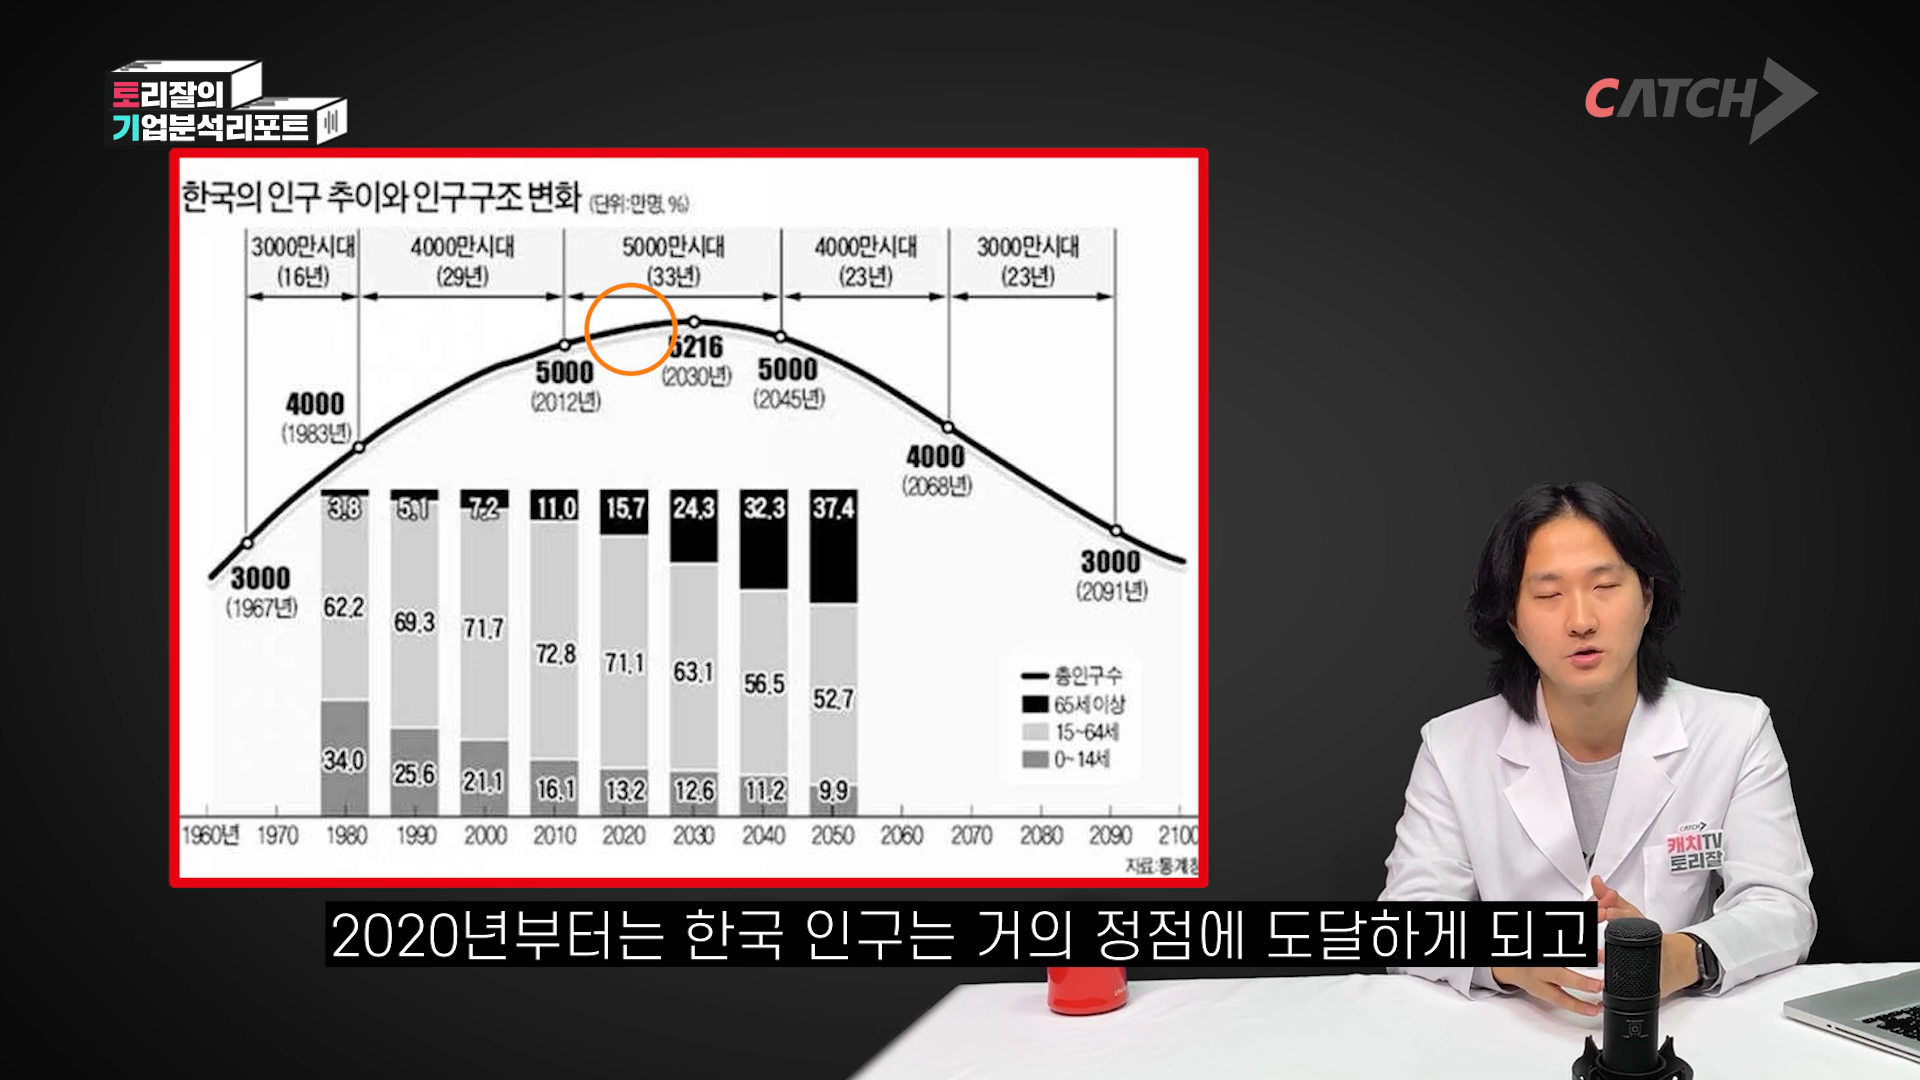 토리잘의
기업분석리포트
CATCH
한국의 인구 추이와 인구구조 변화 (단위:만명, %)
3000만시대 4000만시대 5000만시대 4000만시대 3000만시대
(16년) (29년) (33년) (23년) (23년)
5216
(2030년)
5000
(2012년)
5000
(2045년)
4000
(1983년)
4000
(2068년)
3000
(1967년)
3000
(2091년)
3.8 5.1 7.2 11.0 15.7 24.3 32.3 37.4
62.2 69.3 71.7 72.8 71.1 63.1 56.5 52.7
34.0 25.6 21.1 16.1 13.2 12.6 11.2 9.9
총인구수
65세이상
15~64세
0~14세
1960년 1970 1980 1990 2000 2010 2020 2030 2040 2050 2060 2070 2080 2090 2100
자료:통계청
CATCH
캐치TV
토리잘
2020년부터는 한국 인구는 거의 정점에 도달하게 되고